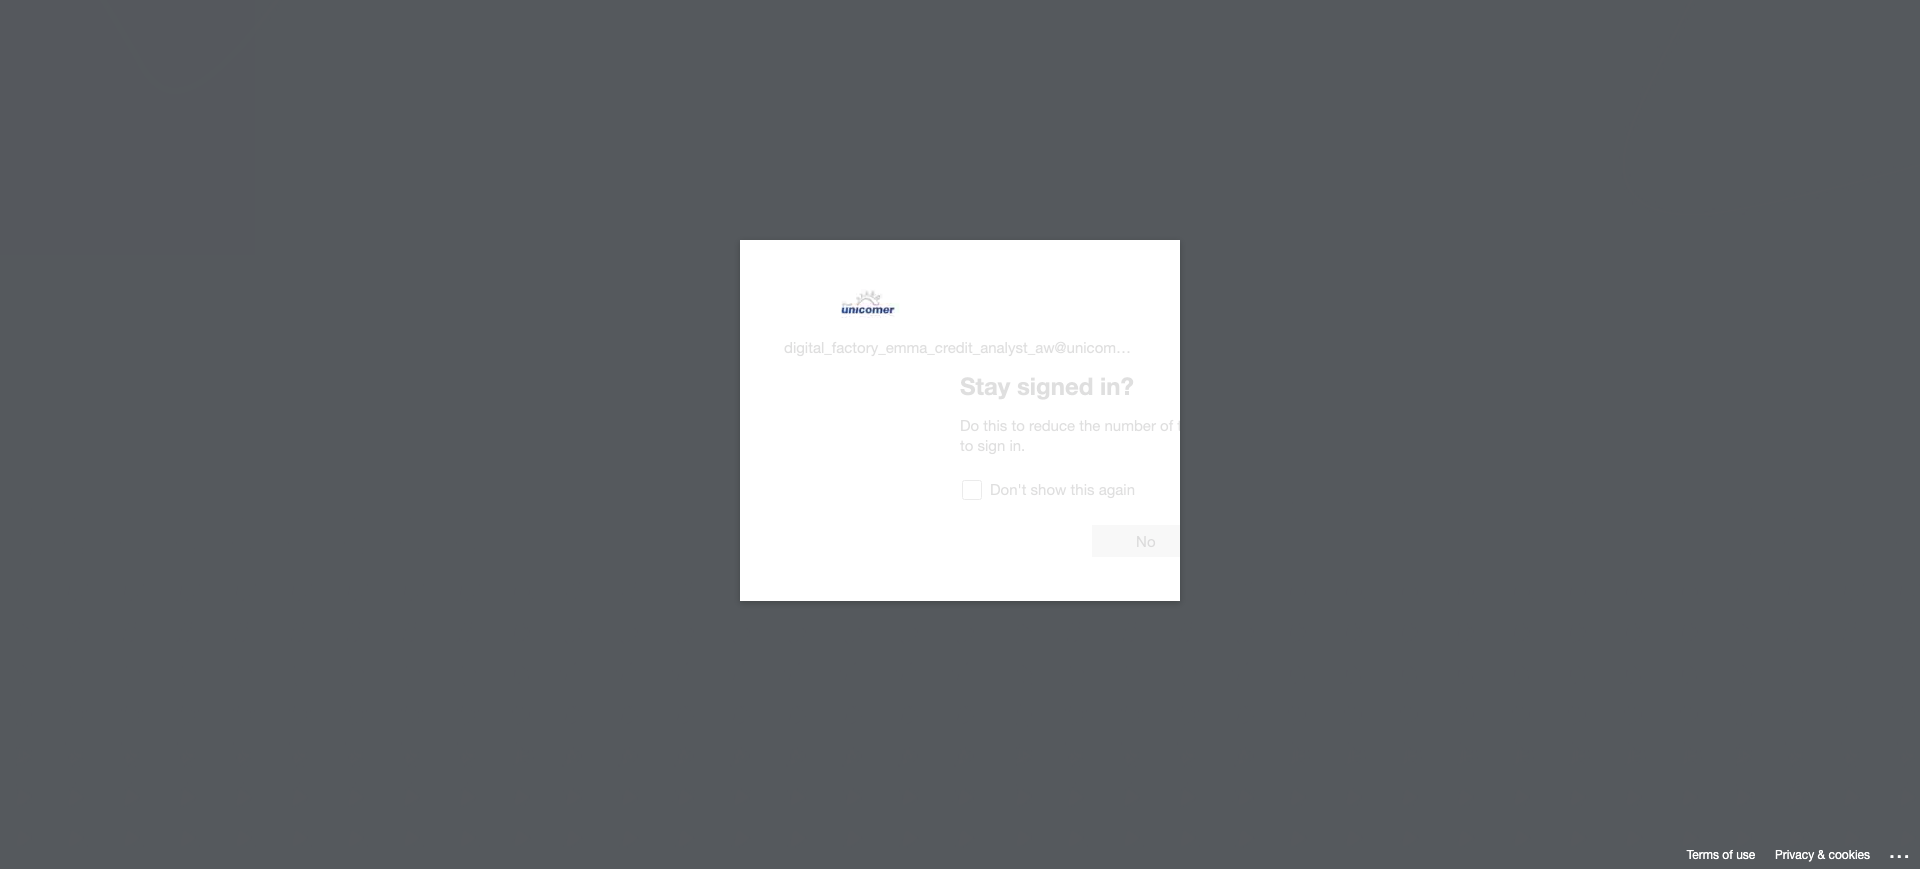 unicomer
digital_factory_emma_credit_analyst_aw@unicom…
Stay signed in?
Do this to reduce the number of
to sign in.
Don't show this again
No
Terms of use Privacy & cookies ...